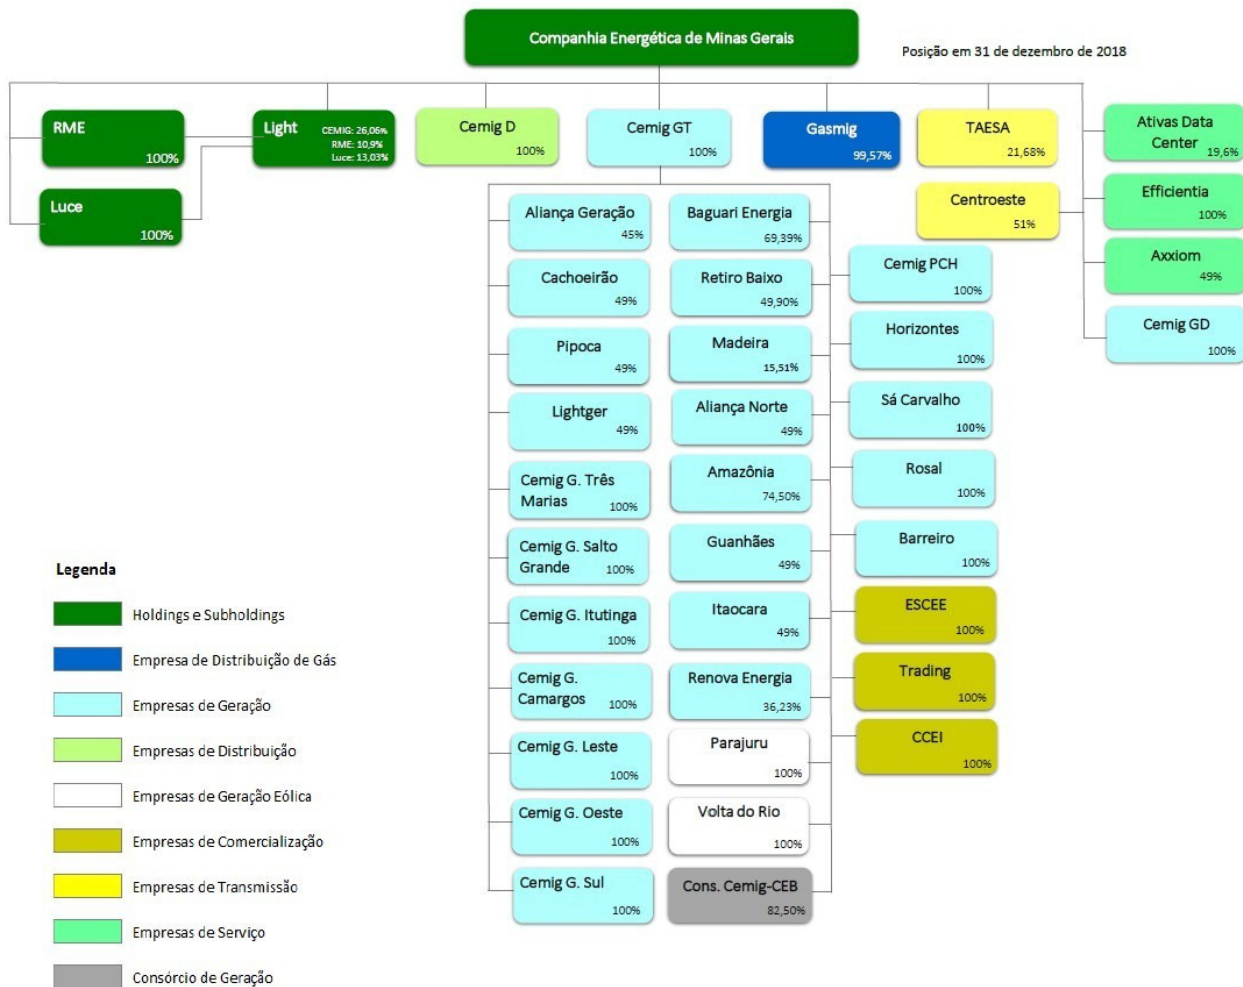 Companhia Energética de Minas Gerais
Posição em 31 de dezembro de 2018
RME
100%
Light
CEMIG: 26,06%
RME: 10,9%
Luce: 13,03%
Cemig D
100%
Cemig GT
100%
Gasmig
99,57%
TAESA
21,68%
Ativas Data
Center
19,6%
Luce
100%
Centroeste
51%
Efficientia
100%
Axxiom
49%
Cemig GD
100%
Aliança Geração
45%
Cachoeirão
49%
Pipoca
49%
Lightger
49%
Cemig G. Três
Marias
100%
Cemig G. Salto
Grande
100%
Cemig G. Itutinga
100%
Cemig G.
Camargos
100%
Cemig G. Leste
100%
Cemig G. Oeste
100%
Cemig G. Sul
100%
Baguari Energia
69,39%
Retiro Baixo
49,90%
Madeira
15,51%
Aliança Norte
49%
Amazônia
74,50%
Guanhães
49%
Itaocara
49%
Renova Energia
36,23%
Parajuru
100%
Volta do Rio
100%
Cons. Cemig-CEB
82,50%
Cemig PCH
100%
Horizontes
100%
Sá Carvalho
100%
Rosal
100%
Barreiro
100%
ESCEE
100%
Trading
100%
CCEI
100%
Legenda
Holdings e Subholdings
Empresa de Distribuição de Gás
Empresas de Geração
Empresas de Distribuição
Empresas de Geração Eólica
Empresas de Comercialização
Empresas de Transmissão
Empresas de Serviço
Consórcio de Geração